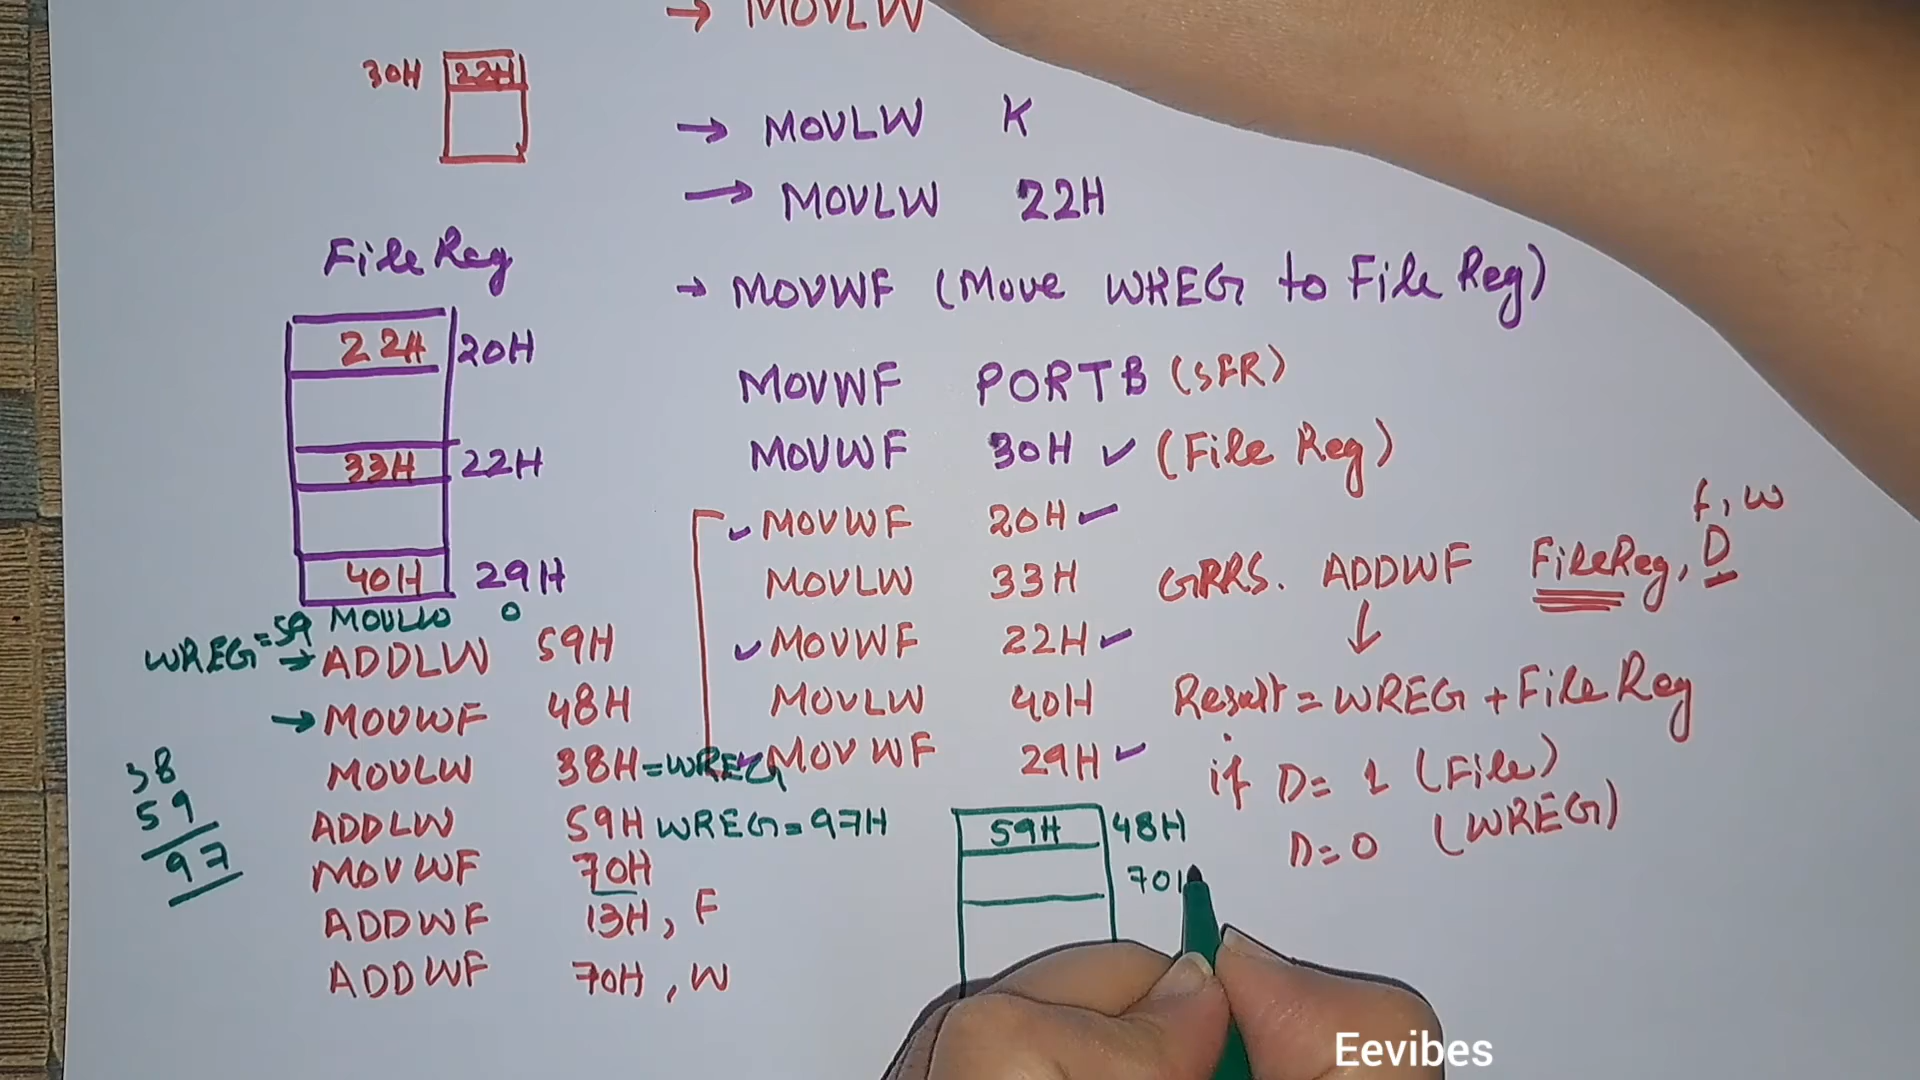 → MOVLW
30H 22H
→ MOVLW K
→ MOVLW 22H
File Reg
→ MOVWF (Move WREG to File Reg)
22H 20H
MOVWF PORTB (SFR)
33H 22H
MOVWF 30H ✓ (File Reg)
40H 29H
✓ MOVWF 20H ✓
MOVLW 33H
✓ MOVWF 22H ✓
MOVLW 40H
✓ MOVWF 29H ✓
f, w
GPRS. ADDWF FileReg, D
↓
Result = WREG + File Reg
if D= 1 (File)
D=0 (WREG)
MOVLW 0
WREG=59 → ADDLW 59H
→ MOVWF 48H
MOVLW 38H=WREG
ADDLW 59H WREG=97H
MOVWF 70H
ADDWF 13H, F
ADDWF 70H, W
38
59
97
59H 48H
70H
Eevibes